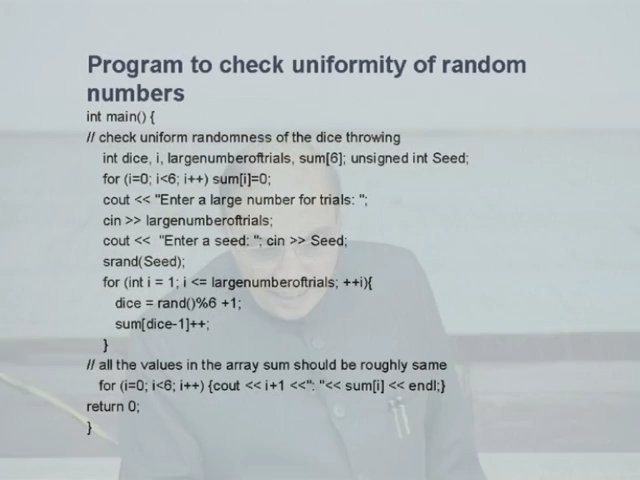 Program to check uniformity of random
numbers
int main() {
// check uniform randomness of the dice throwing
int dice, i, largenumberoftrials, sum[6]; unsigned int Seed;
for (i=0; i<6; i++) sum[i]=0;
cout << "Enter a large number for trials: ";
cin >> largenumberoftrials;
cout << "Enter a seed: "; cin >> Seed;
srand(Seed);
for (int i = 1; i <= largenumberoftrials; ++i){
dice = rand()%6 +1;
sum[dice-1]++;
}
// all the values in the array sum should be roughly same
for (i=0; i<6; i++) {cout << i+1 <<": "<< sum[i] << endl;}
return 0;
}